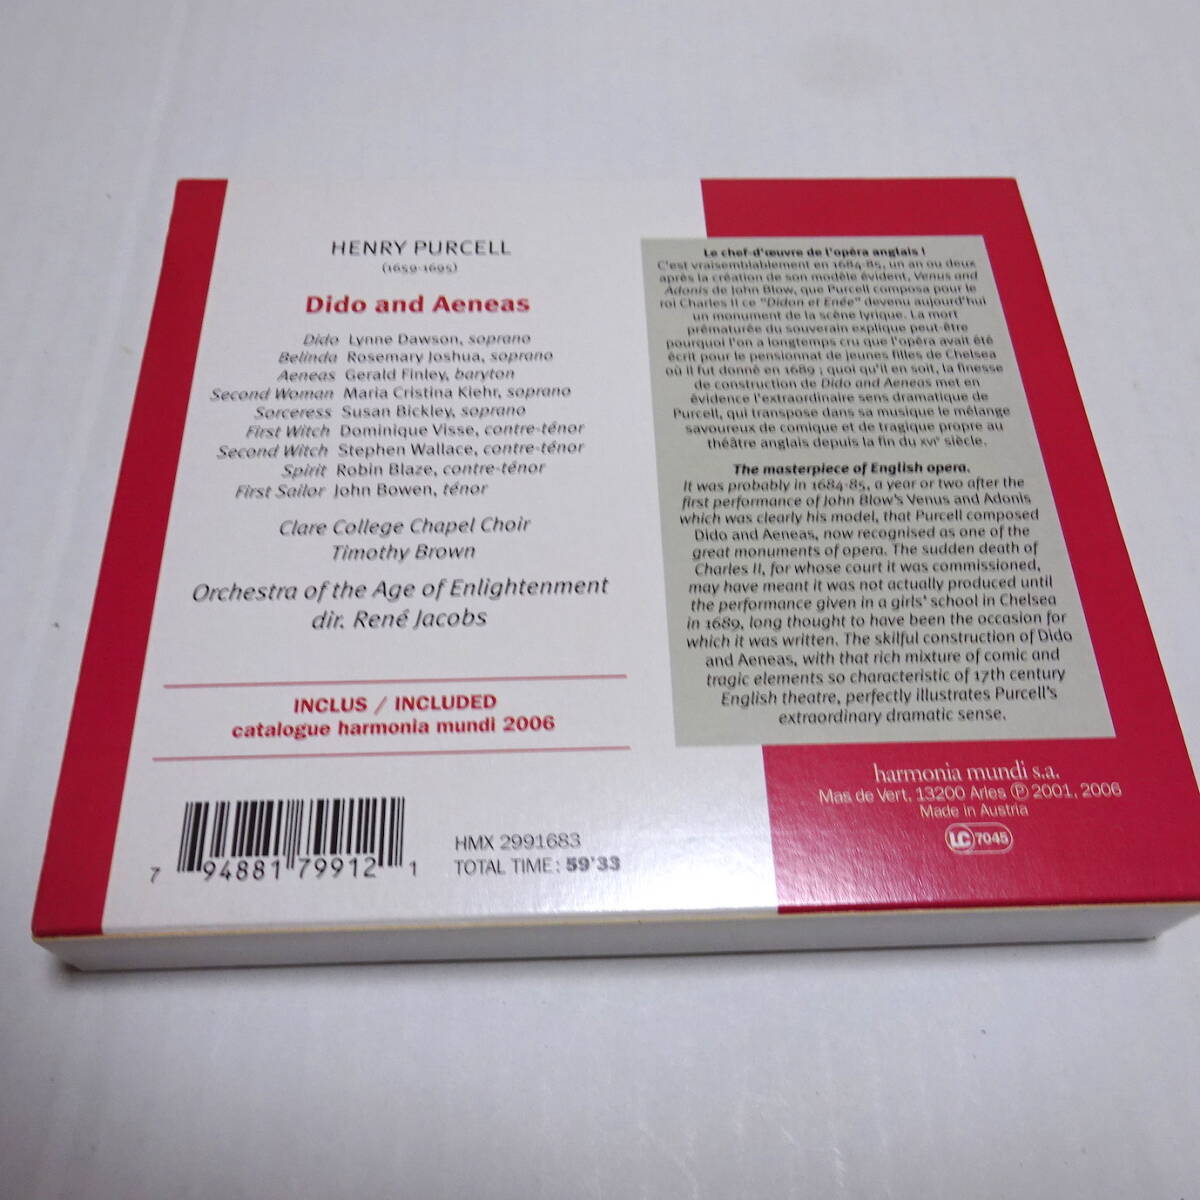 HENRY PURCELL
(1659-1695)
Dido and Aeneas
Dido Lynne Dawson, soprano
Belinda Rosemary Joshua, soprano
Aeneas Gerald Finley, baryton
Second Woman Maria Cristina Kiehr, soprano
Sorceress Susan Bickley, soprano
First Witch Dominique Visse, contre-ténor
Second Witch Stephen Wallace, contre-ténor
Spirit Robin Blaze, contre-ténor
First Sailor John Bowen, ténor
Clare College Chapel Choir
Timothy Brown
Orchestra of the Age of Enlightenment
dir. René Jacobs
INCLUS / INCLUDED
catalogue harmonia mundi 2006
7 94881 79912 1
HMX 2991683
TOTAL TIME: 59'33
Le chef-d'œuvre de l'opéra anglais !
C'est vraisemblablement en 1684-85, un an ou deux
après la création de son modèle évident, Venus and
Adonis de John Blow, que Purcell composa pour le
roi Charles II ce "Didon et Enée" devenu aujourd'hui
un monument de la scène lyrique. La mort
prématurée du souverain explique peut-être
pourquoi l'on a longtemps cru que l'opéra avait été
écrit pour le pensionnat de jeunes filles de Chelsea
où il fut donné en 1689 ; quoi qu'il en soit, la finesse
de construction de Dido and Aeneas met en
évidence l'extraordinaire sens dramatique de
Purcell, qui transpose dans sa musique le mélange
savoureux de comique et de tragique propre au
théâtre anglais depuis la fin du XVIe siècle.
The masterpiece of English opera.
It was probably in 1684-85, a year or two after the
first performance of John Blow's Venus and Adonis
which was clearly his model, that Purcell composed
Dido and Aeneas, now recognised as one of the
great monuments of opera. The sudden death of
Charles II, for whose court it was commissioned,
may have meant it was not actually produced until
the performance given in a girls' school in Chelsea
in 1689, long thought to have been the occasion for
which it was written. The skilful construction of Dido
and Aeneas, with that rich mixture of comic and
tragic elements so characteristic of 17th century
English theatre, perfectly illustrates Purcell's
extraordinary dramatic sense.
harmonia mundi s.a.
Mas de Vert, 13200 Arles ℗ 2001, 2006
Made in Austria
LC 7045